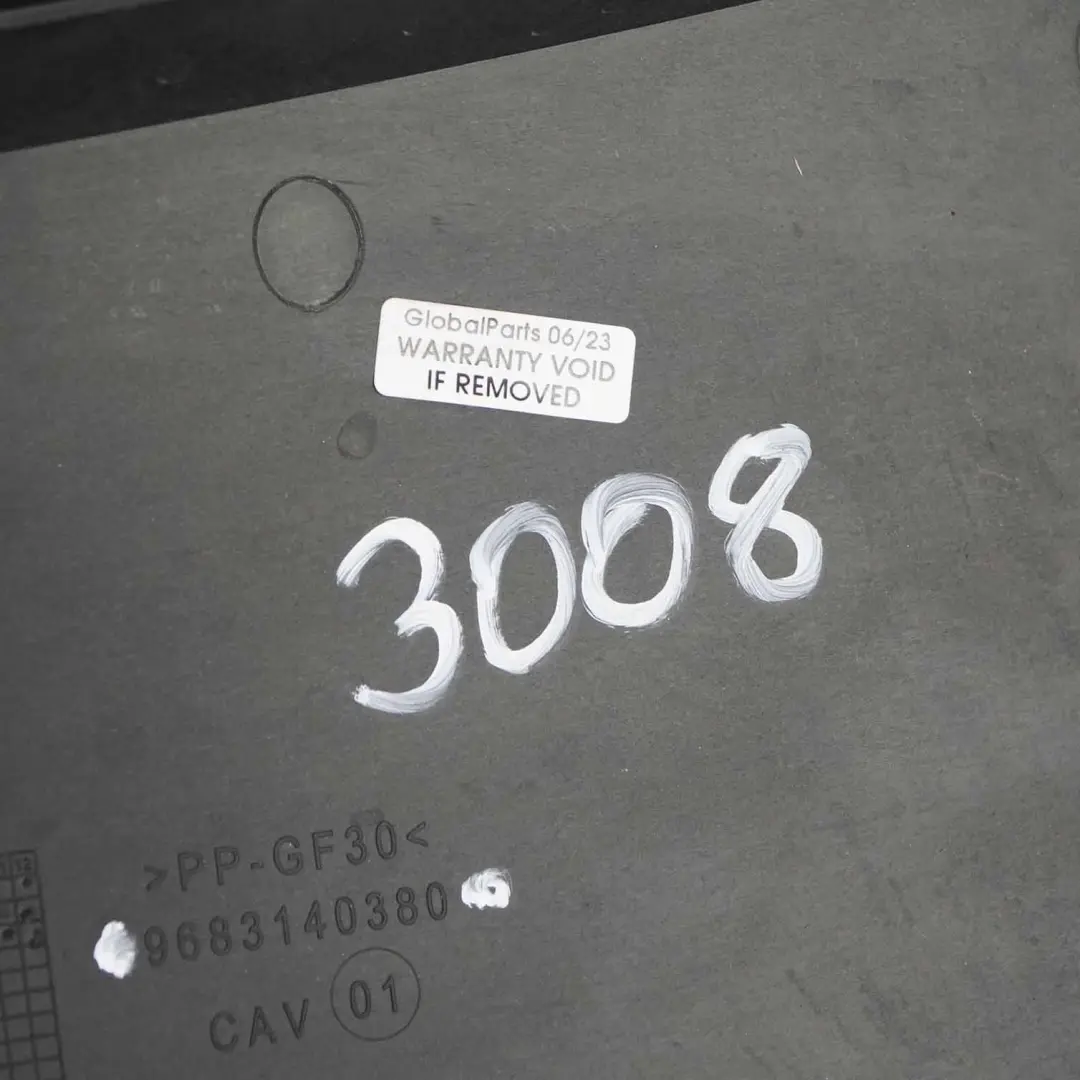 GlobalParts 06/23
WARRANTY VOID
IF REMOVED
3008
>PP-GF30<
9683140380
CAV 01